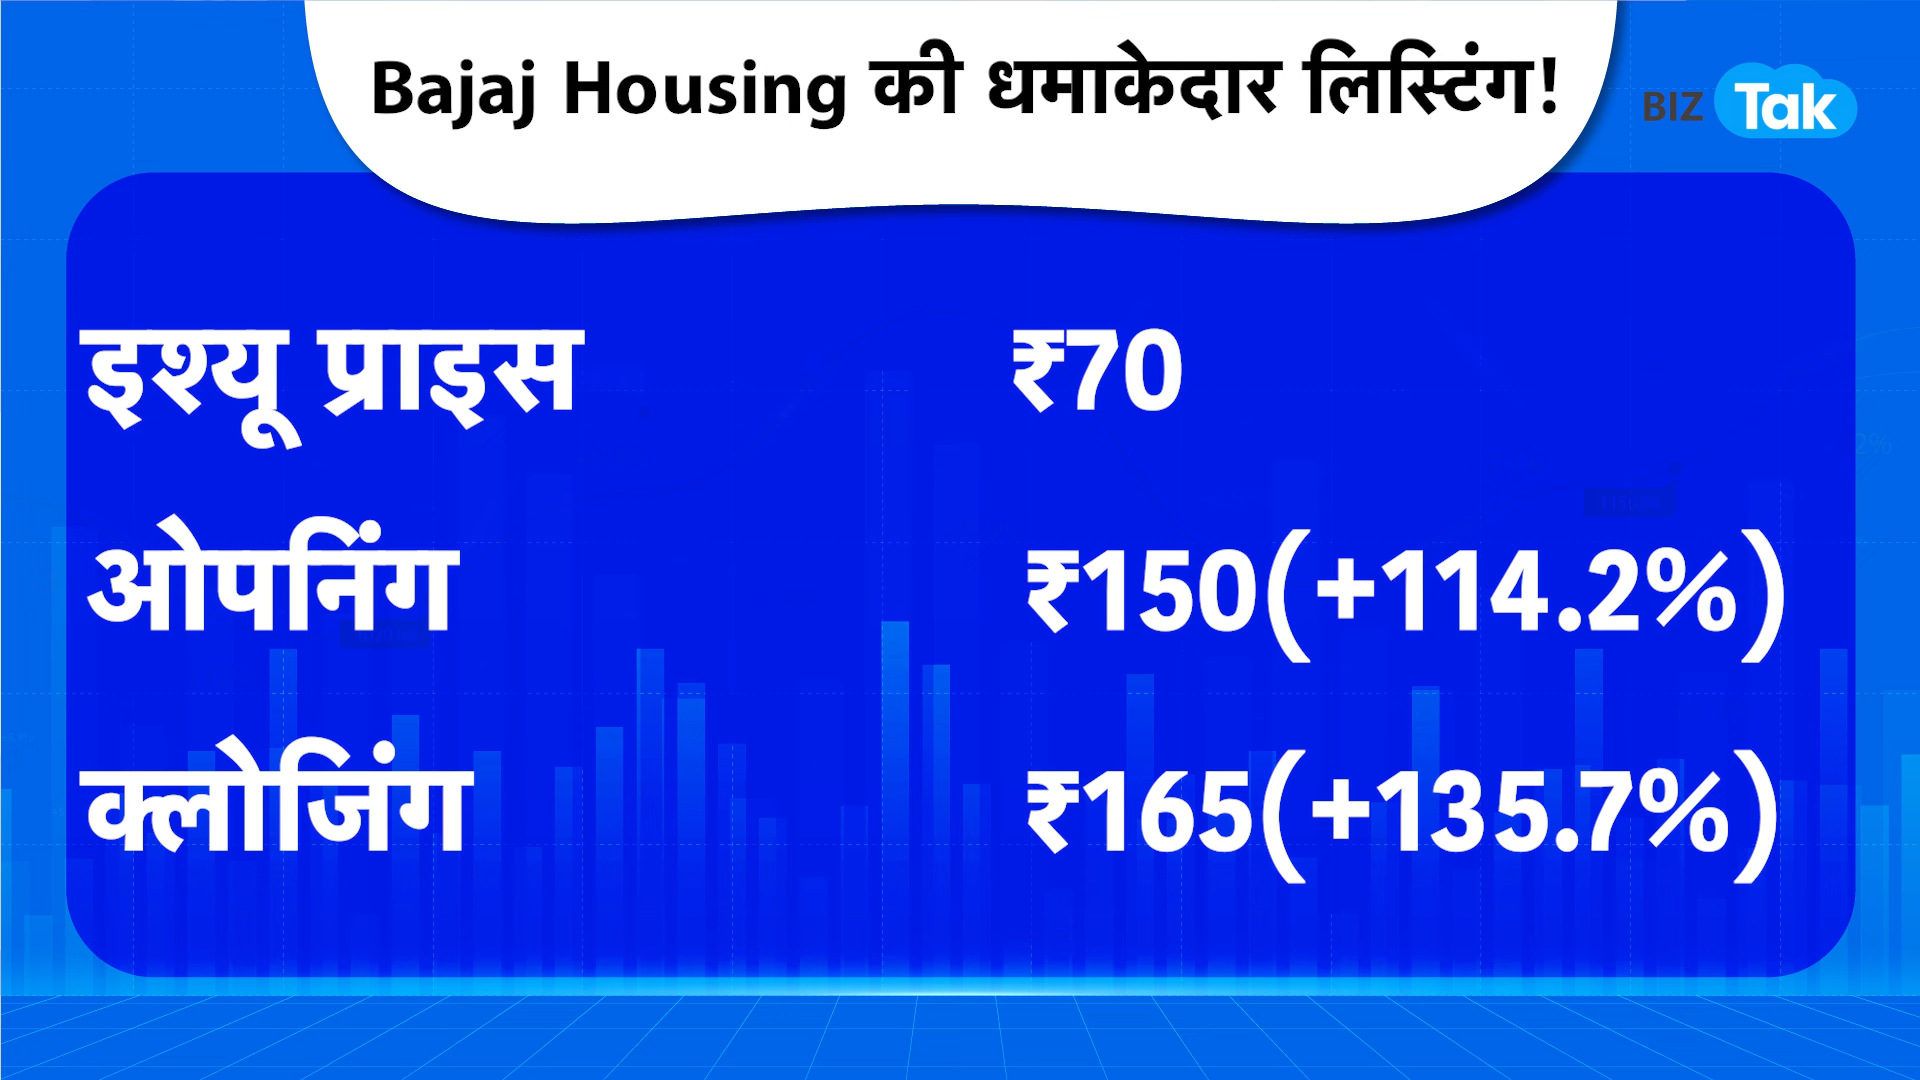 Bajaj Housing की धमाकेदार लिस्टिंग!
BIZ Tak
इश्यू प्राइस ₹70
ओपनिंग ₹150(+114.2%)
क्लोजिंग ₹165(+135.7%)